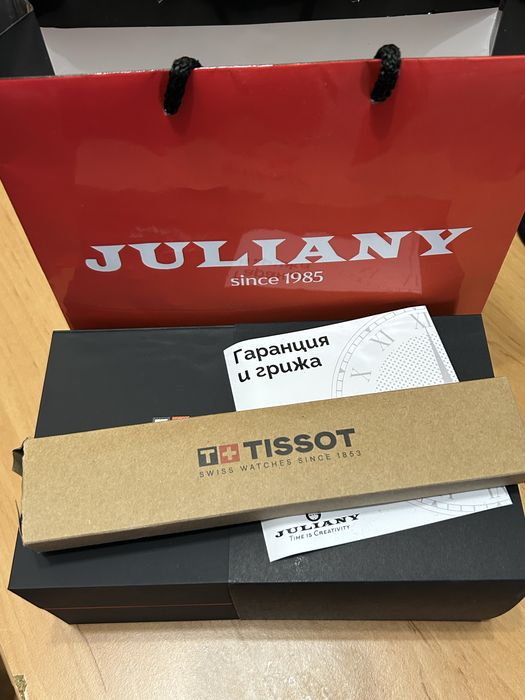 JULIANY
since 1985
Гаранция
и грижа
T+ TISSOT
SWISS WATCHES SINCE 1853
JULIANY
TIME IS CREATIVITY